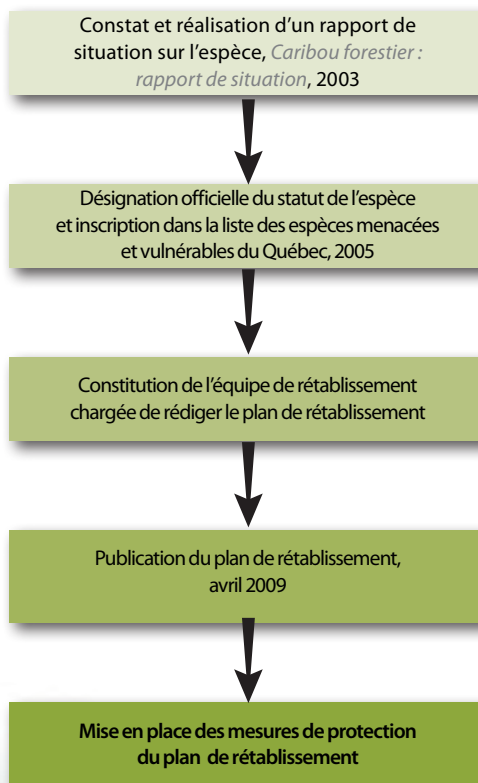 Constat et réalisation d’un rapport de
situation sur l’espèce, Caribou forestier :
rapport de situation, 2003
Désignation officielle du statut de l’espèce
et inscription dans la liste des espèces menacées
et vulnérables du Québec, 2005
Constitution de l’équipe de rétablissement
chargée de rédiger le plan de rétablissement
Publication du plan de rétablissement,
avril 2009
Mise en place des mesures de protection
du plan de rétablissement